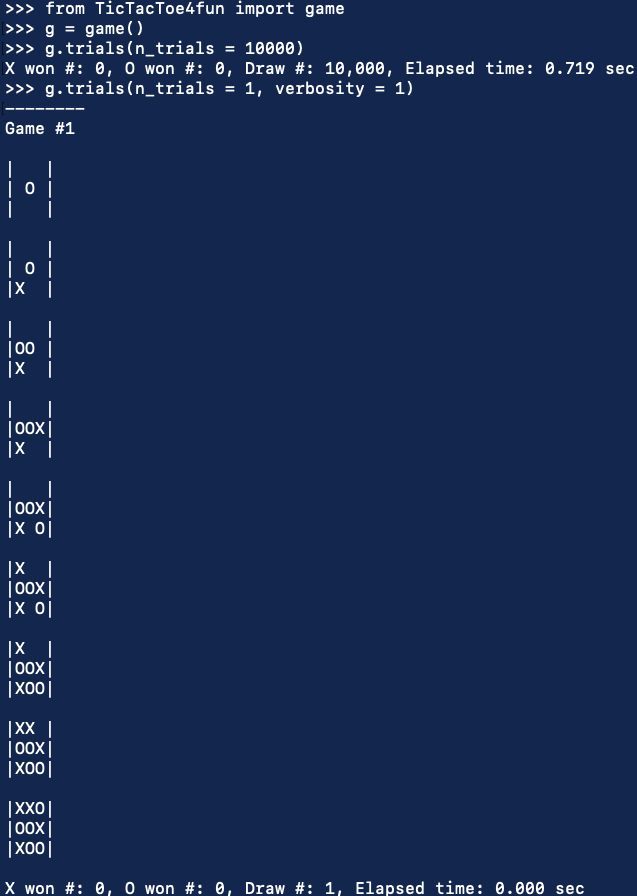 >>> from TicTacToe4fun import game
>>> g = game()
>>> g.trials(n_trials = 10000)
X won #: 0, O won #: 0, Draw #: 10,000, Elapsed time: 0.719 sec
>>> g.trials(n_trials = 1, verbosity = 1)
--------
Game #1

|   |
| O |
|   |

|   |
| O |
|X  |

|   |
|OO |
|X  |

|   |
|OOX|
|X  |

|   |
|OOX|
|X O|

|X  |
|OOX|
|X O|

|X  |
|OOX|
|XOO|

|XX |
|OOX|
|XOO|

|XXO|
|OOX|
|XOO|

X won #: 0, O won #: 0, Draw #: 1, Elapsed time: 0.000 sec